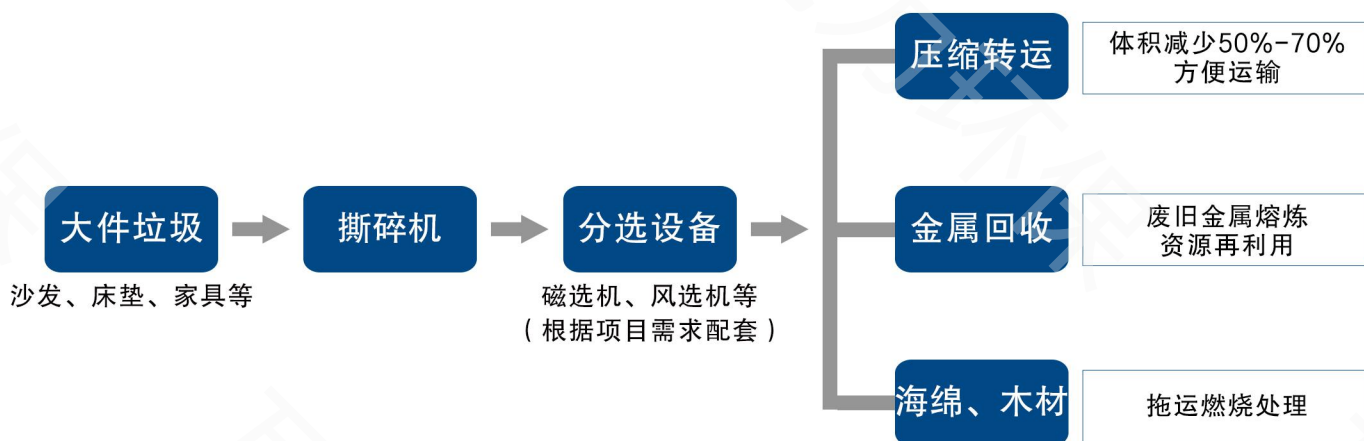 压缩转运
体积减少50%-70%
方便运输
大件垃圾
撕碎机
分选设备
金属回收
废旧金属熔炼
资源再利用
沙发、床垫、家具等
磁选机、风选机等
（根据项目需求配套）
海绵、木材
拖运燃烧处理